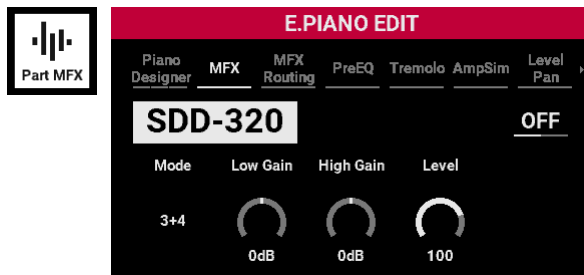 Part MFX
E.PIANO EDIT
Piano Designer MFX MFX Routing PreEQ Tremolo AmpSim Level Pan
SDD-320 OFF
Mode Low Gain High Gain Level
3+4 0dB 0dB 100